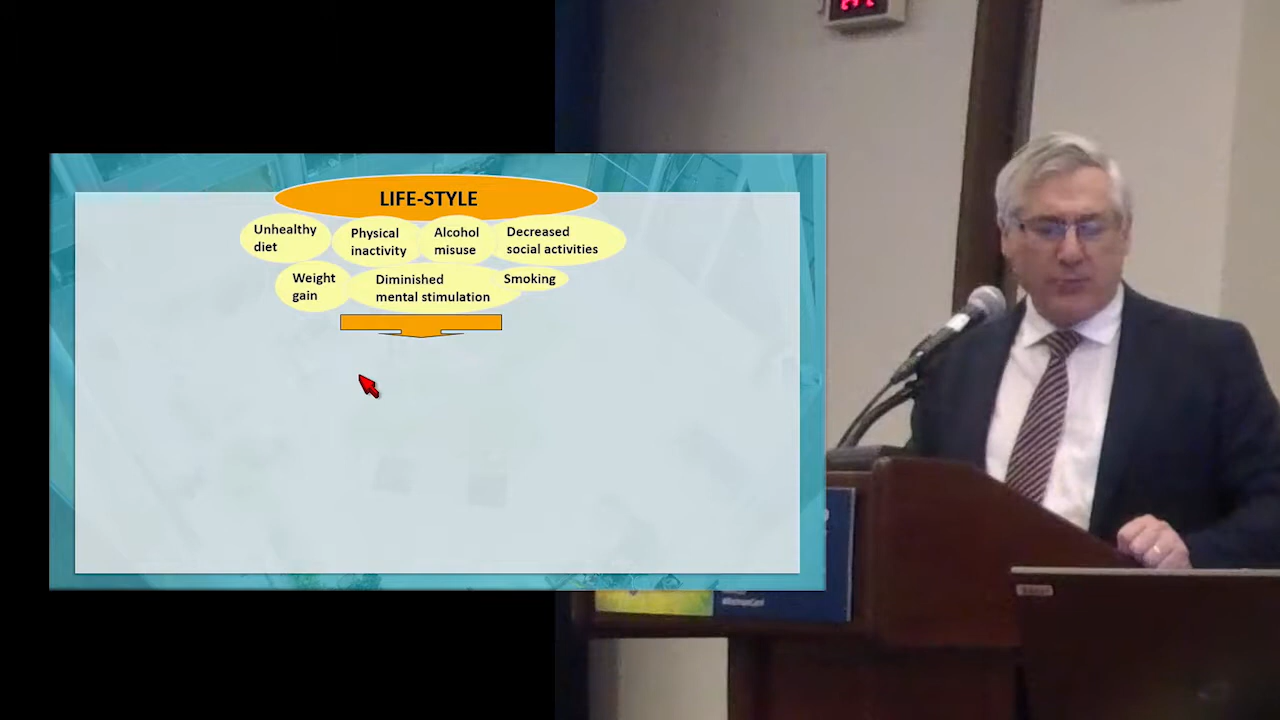 LIFE-STYLE
Unhealthy
diet
Physical
inactivity
Alcohol
misuse
Decreased
social activities
Weight
gain
Diminished
mental stimulation
Smoking